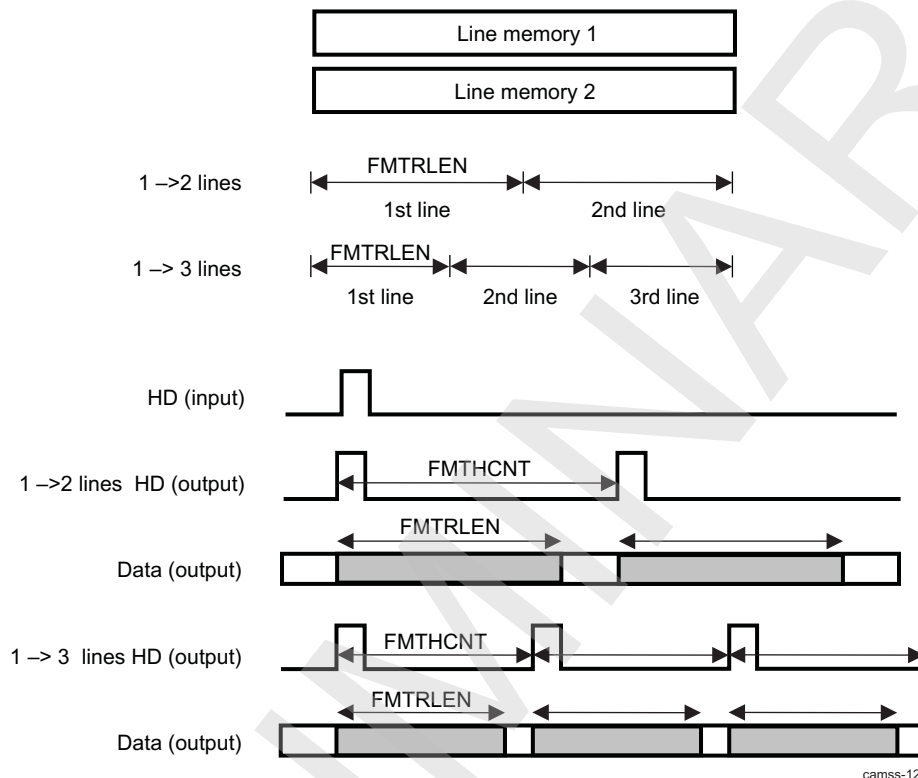 Line memory 1
Line memory 2
1 –>2 lines
FMTRLEN
1st line
2nd line
1 –> 3 lines
FMTRLEN
1st line
2nd line
3rd line
HD (input)
1 –>2 lines HD (output)
FMTHCNT
FMTRLEN
Data (output)
1 –> 3 lines HD (output)
FMTHCNT
FMTRLEN
Data (output)